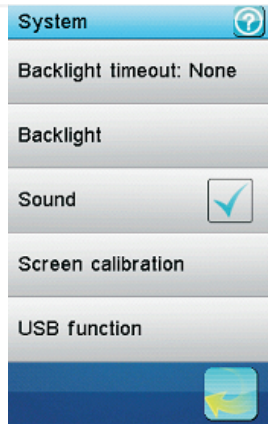 System
Backlight timeout: None
Backlight
Sound
Screen calibration
USB function